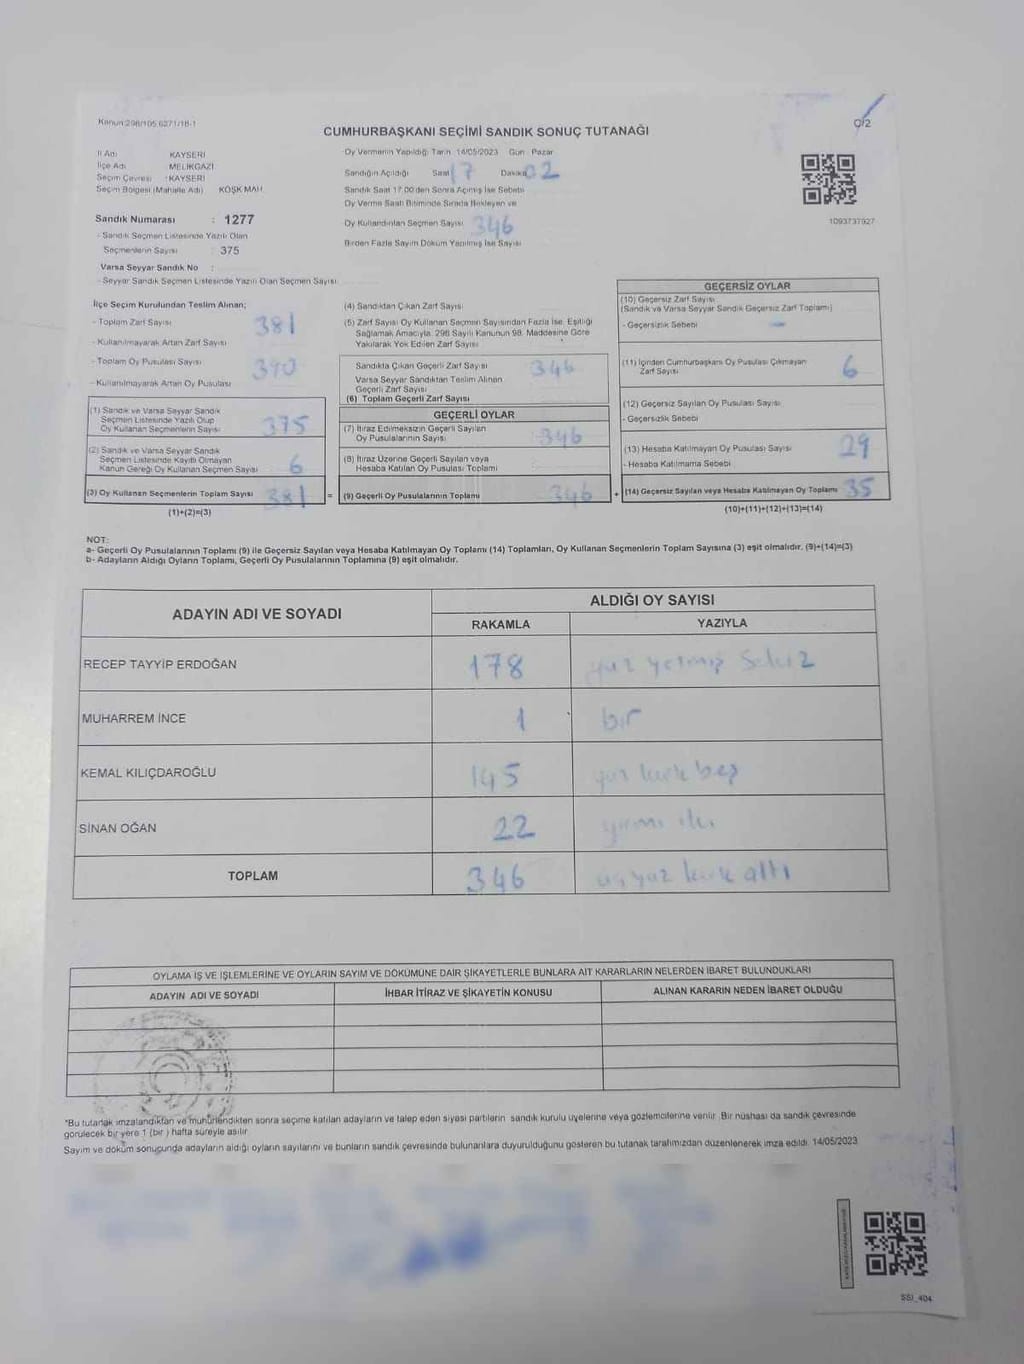 Kanun:298/105 6271/18-1
O/2
CUMHURBAŞKANI SEÇİMİ SANDIK SONUÇ TUTANAĞI
İl Adı KAYSERİ
İlçe Adı MELİKGAZİ
Seçim Çevresi : KAYSERİ
Seçim Bölgesi (Mahalle Adı) KÖŞK MAH.
Sandık Numarası : 1277
- Sandık Seçmen Listesinde Yazılı Olan
Seçmenlerin Sayısı : 375
Varsa Seyyar Sandık No :
- Seyyar Sandık Seçmen Listesinde Yazılı Olan Seçmen Sayısı
Oy Vermenin Yapıldığı Tarih 14/05/2023 Gün : Pazar
Sandığın Açıldığı Saat 17 Dakika 02
Sandık Saat 17.00'den Sonra Açılmış İse Sebebi
Oy Verme Saati Bitiminde Sırada Bekleyen ve
Oy Kullandırılan Seçmen Sayısı 346
Birden Fazla Sayım Döküm Yapılmış İse Sayısı
1093737927
İlçe Seçim Kurulundan Teslim Alınan;
- Toplam Zarf Sayısı 381
- Kullanılmayarak Artan Zarf Sayısı
- Toplam Oy Pusulası Sayısı 390
- Kullanılmayarak Artan Oy Pusulası
(1) Sandık ve Varsa Seyyar Sandık
Seçmen Listesinde Yazılı Olup
Oy Kullanan Seçmenlerin Sayısı 375
(2) Sandık ve Varsa Seyyar Sandık
Seçmen Listesinde Kayıtlı Olmayan
Kanun Gereği Oy Kullanan Seçmen Sayısı 6
(3) Oy Kullanan Seçmenlerin Toplam Sayısı 381 =
(1)+(2)=(3)
(4) Sandıktan Çıkan Zarf Sayısı
(5) Zarf Sayısı Oy Kullanan Seçmen Sayısından Fazla İse, Eşitliği
Sağlamak Amacıyla, 298 Sayılı Kanunun 98. Maddesine Göre
Yakılarak Yok Edilen Zarf Sayısı
Sandıkta Çıkan Geçerli Zarf Sayısı 346
Varsa Seyyar Sandıktan Teslim Alınan
Geçerli Zarf Sayısı
(6) Toplam Geçerli Zarf Sayısı
GEÇERLİ OYLAR
(7) İtiraz Edilmeksizin Geçerli Sayılan
Oy Pusulalarının Sayısı 346
(8) İtiraz Üzerine Geçerli Sayılan veya
Hesaba Katılan Oy Pusulası Toplamı
(9) Geçerli Oy Pusulalarının Toplamı 346 +
GEÇERSİZ OYLAR
(10) Geçersiz Zarf Sayısı
(Sandık ve Varsa Seyyar Sandık Geçersiz Zarf Toplamı)
- Geçersizlik Sebebi -
(11) İçinden Cumhurbaşkanı Oy Pusulası Çıkmayan
Zarf Sayısı 6
(12) Geçersiz Sayılan Oy Pusulası Sayısı
- Geçersizlik Sebebi
(13) Hesaba Katılmayan Oy Pusulası Sayısı 29
- Hesaba Katılmama Sebebi
(14) Geçersiz Sayılan veya Hesaba Katılmayan Oy Toplamı 35
(10)+(11)+(12)+(13)=(14)
NOT:
a- Geçerli Oy Pusulalarının Toplamı (9) ile Geçersiz Sayılan veya Hesaba Katılmayan Oy Toplamı (14) Toplamları, Oy Kullanan Seçmenlerin Toplam Sayısına (3) eşit olmalıdır. (9)+(14)=(3)
b- Adayların Aldığı Oyların Toplamı, Geçerli Oy Pusulalarının Toplamına (9) eşit olmalıdır.
ADAYIN ADI VE SOYADI ALDIĞI OY SAYISI
RAKAMLA YAZIYLA
RECEP TAYYİP ERDOĞAN 178 yüz yetmiş sekiz
MUHARREM İNCE 1 bir
KEMAL KILIÇDAROĞLU 145 yüz kırk beş
SİNAN OĞAN 22 yirmi iki
TOPLAM 346 üç yüz kırk altı
OYLAMA İŞ VE İŞLEMLERİNE VE OYLARIN SAYIM VE DÖKÜMÜNE DAİR ŞİKAYETLERLE BUNLARA AİT KARARLARIN NELERDEN İBARET BULUNDUKLARI
ADAYIN ADI VE SOYADI İHBAR İTİRAZ VE ŞİKAYETİN KONUSU ALINAN KARARIN NEDEN İBARET OLDUĞU
*Bu tutanak imzalandıktan ve mühürlendikten sonra seçime katılan adayların ve talep eden siyasi partilerin sandık kurulu üyelerine veya gözlemcilerine verilir. Bir nüshası da sandık çevresinde
görülecek bir yere 1 (bir ) hafta süreyle asılır.
Sayım ve döküm sonucunda adayların aldığı oyların sayılarını ve bunların sandık çevresinde bulunanlara duyurulduğunu gösteren bu tutanak tarafımızdan düzenlenerek imza edildi. 14/05/2023
SSI_404